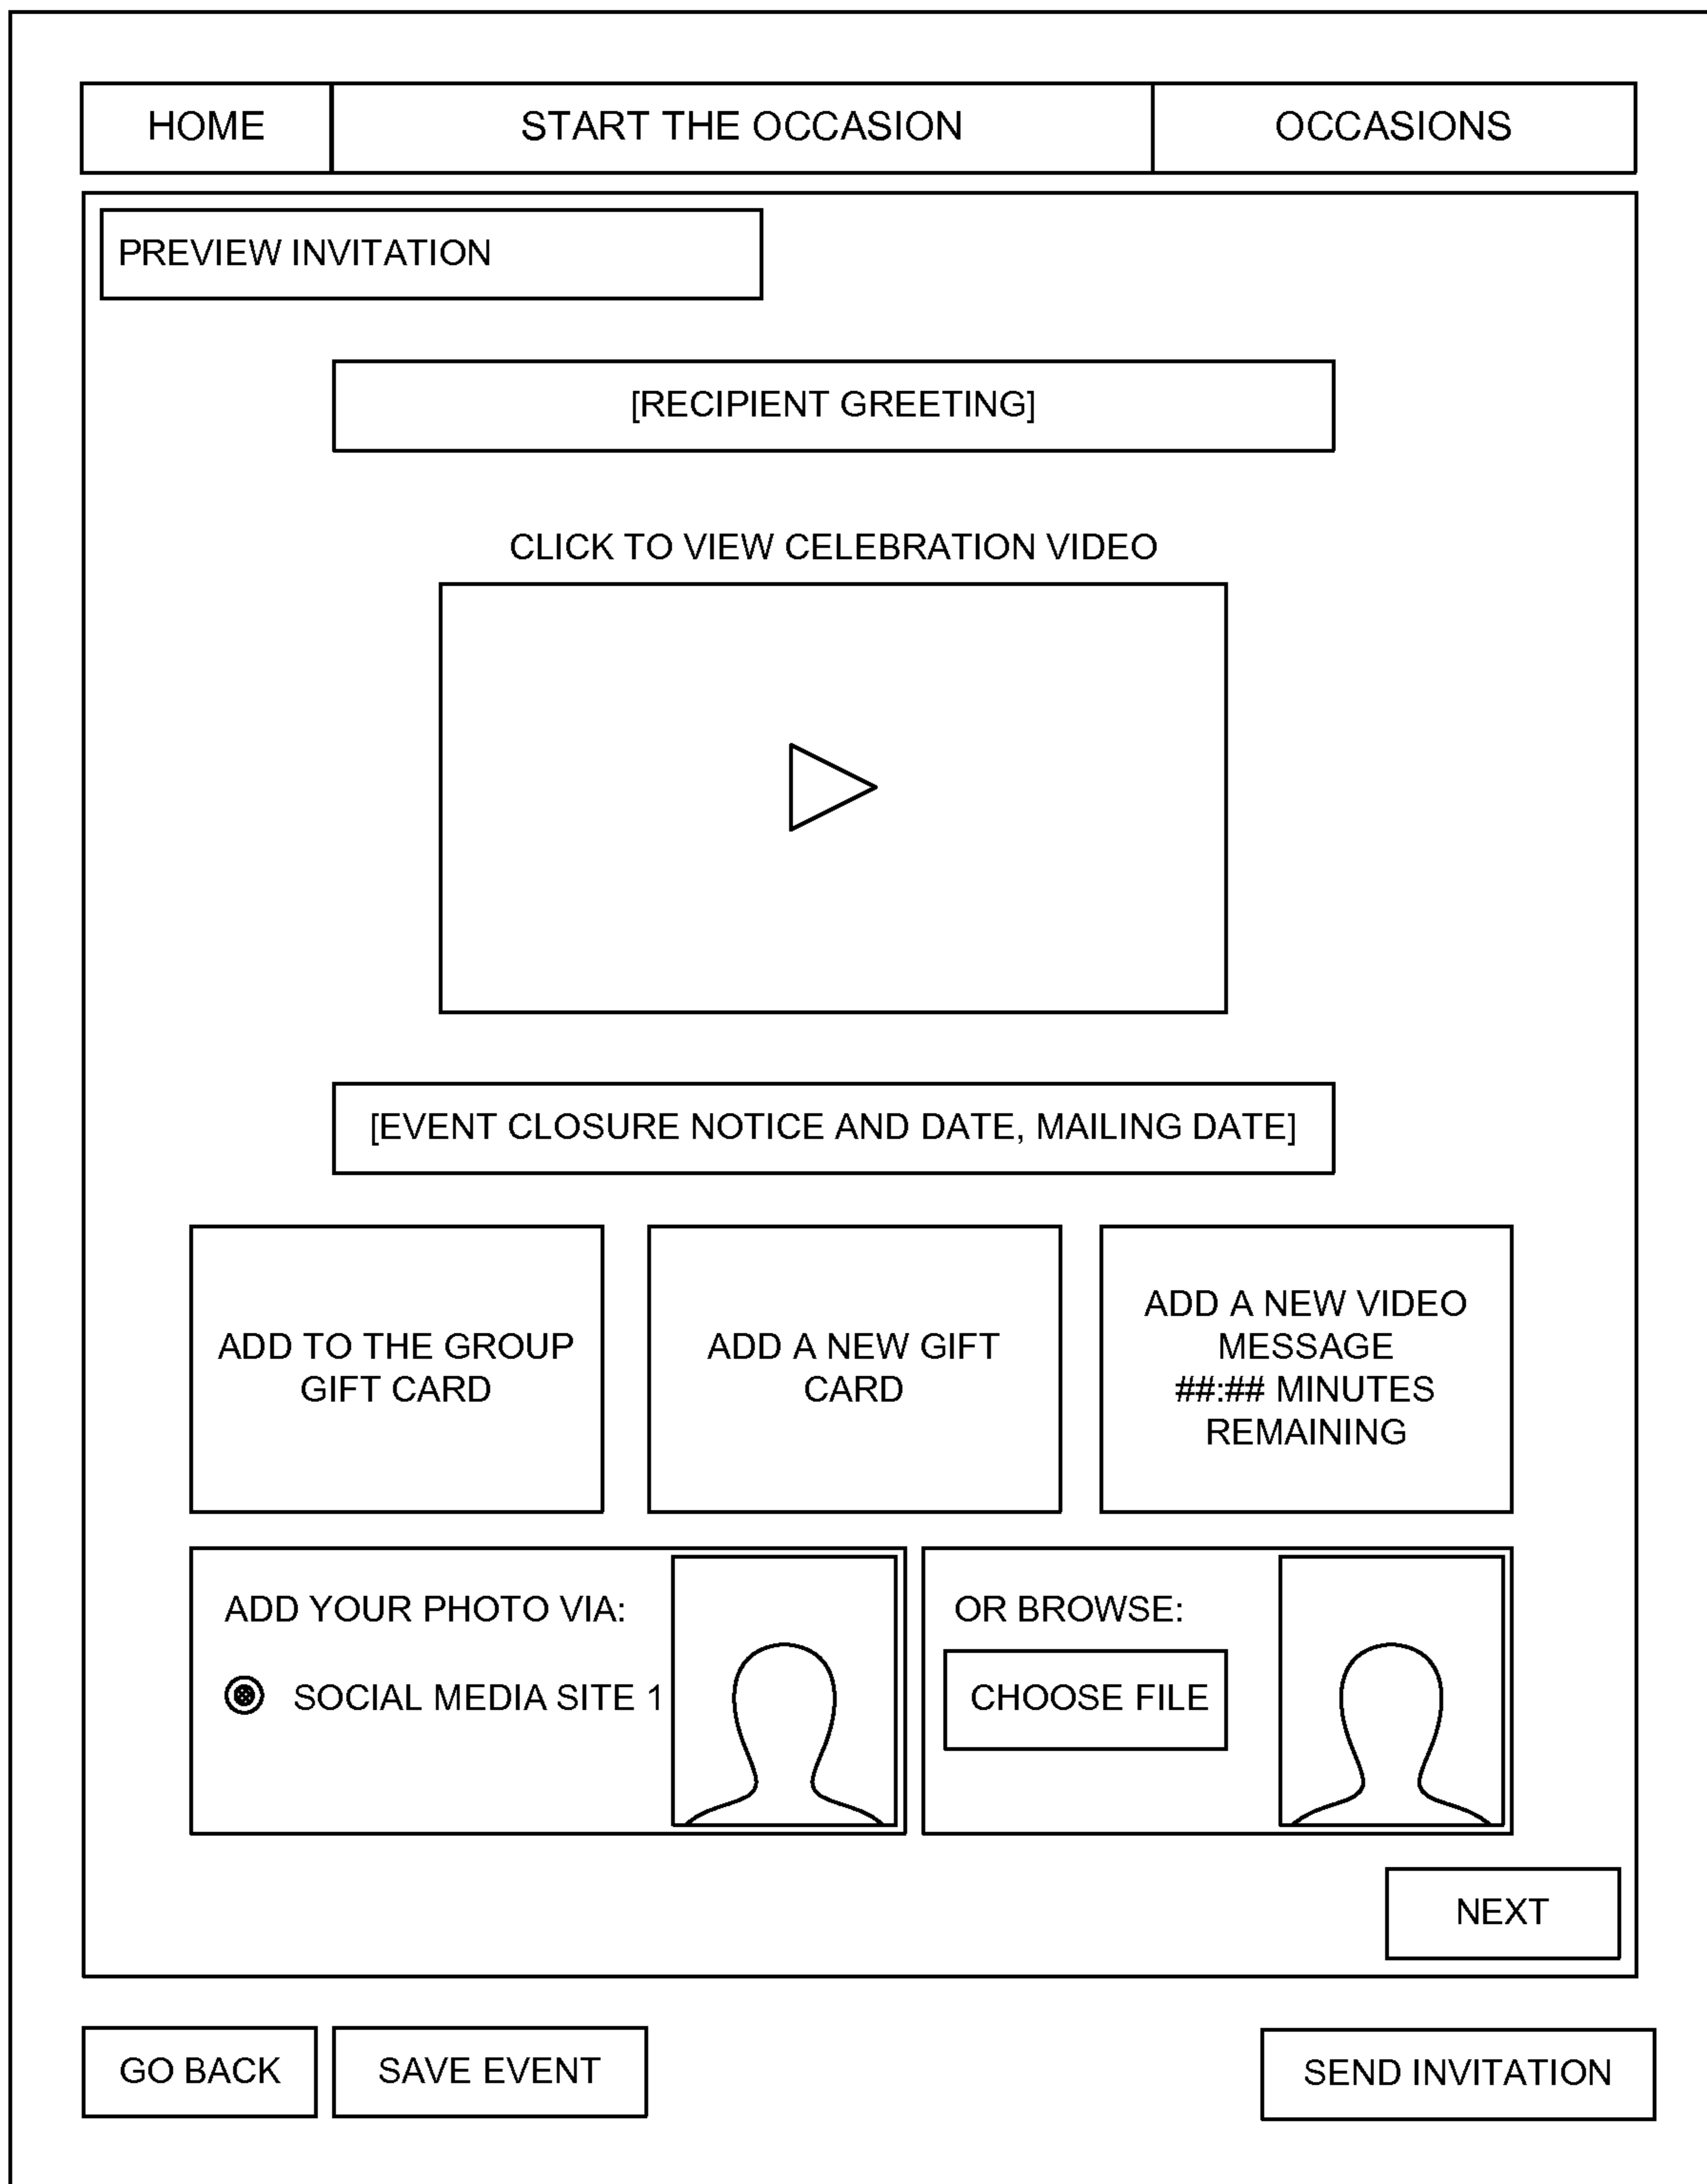 HOME
START THE OCCASION
OCCASIONS
PREVIEW INVITATION
[RECIPIENT GREETING]
CLICK TO VIEW CELEBRATION VIDEO
[EVENT CLOSURE NOTICE AND DATE, MAILING DATE]
ADD TO THE GROUP
GIFT CARD
ADD A NEW GIFT
CARD
ADD A NEW VIDEO
MESSAGE
##:## MINUTES
REMAINING
ADD YOUR PHOTO VIA:
SOCIAL MEDIA SITE 1
OR BROWSE:
CHOOSE FILE
NEXT
GO BACK
SAVE EVENT
SEND INVITATION